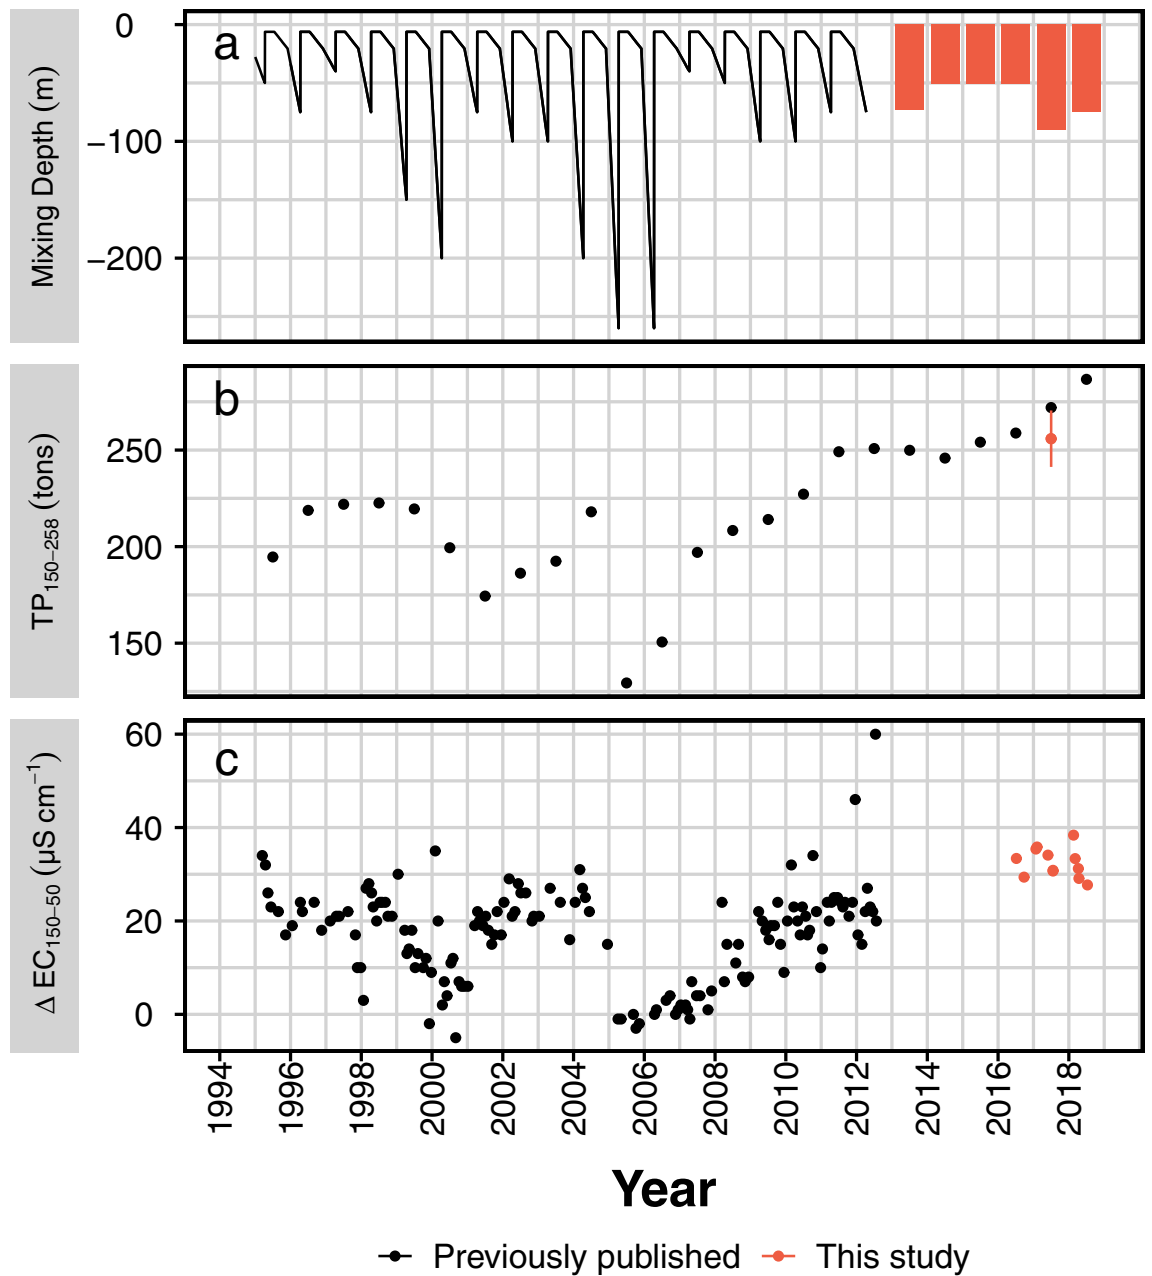 Mixing Depth (m)
0
−100
−200
a
TP150−258 (tons)
250
200
150
b
Δ EC150−50 (µS cm−1)
60
40
20
0
c
1994
1996
1998
2000
2002
2004
2006
2008
2010
2012
2014
2016
2018
Year
Previously published
This study